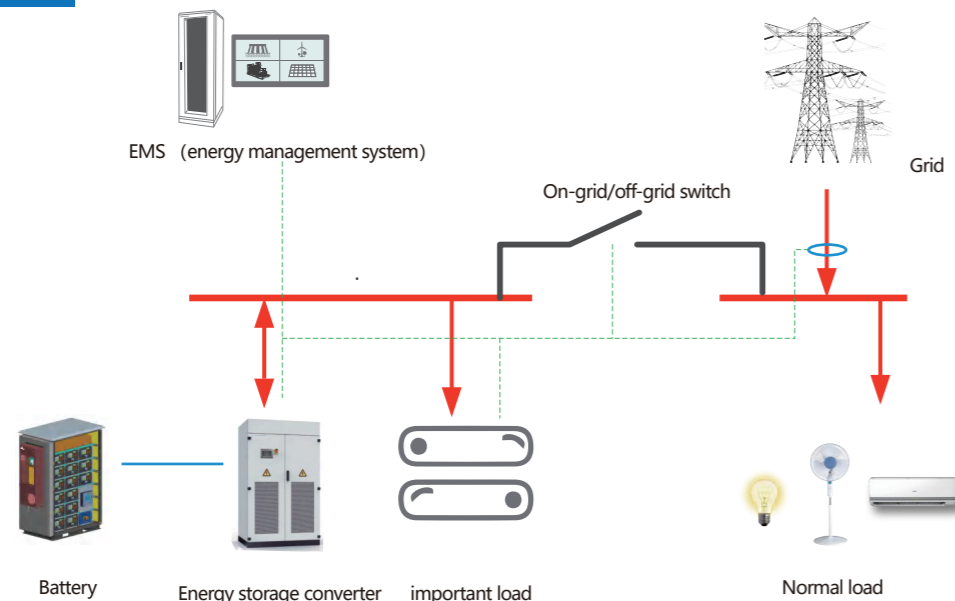 EMS （energy management system）
Grid
On-grid/off-grid switch
Battery
Energy storage converter
important load
Normal load